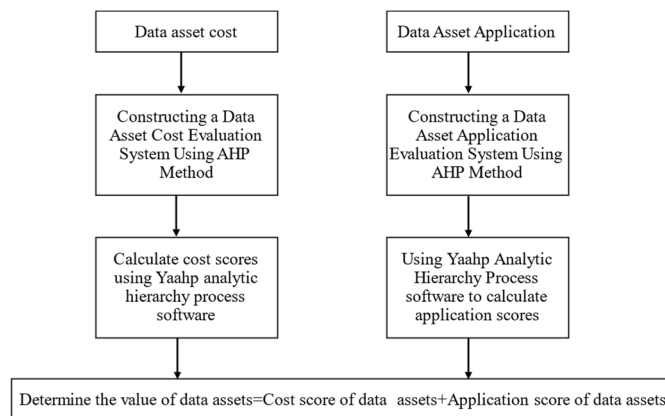 Data asset cost
Constructing a Data
Asset Cost Evaluation
System Using AHP
Method
Calculate cost scores
using Yaahp analytic
hierarchy process
software
Data Asset Application
Constructing a Data
Asset Application
Evaluation System Using
AHP Method
Using Yaahp Analytic
Hierarchy Process
software to calculate
application scores
Determine the value of data assets=Cost score of data assets+Application score of data assets